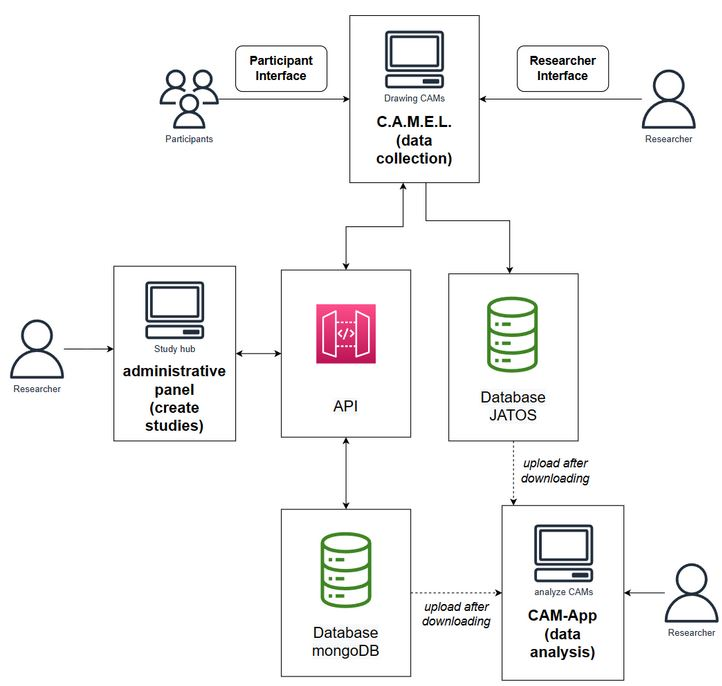 Participant
Interface
Researcher
Interface
Drawing CAMs
C.A.M.E.L.
(data
collection)
Participants
Researcher
Study hub
administrative
panel
(create
studies)
Researcher
</>
API
Database
JATOS
upload after
downloading
Database
mongoDB
upload after
downloading
analyze CAMs
CAM-App
(data
analysis)
Researcher